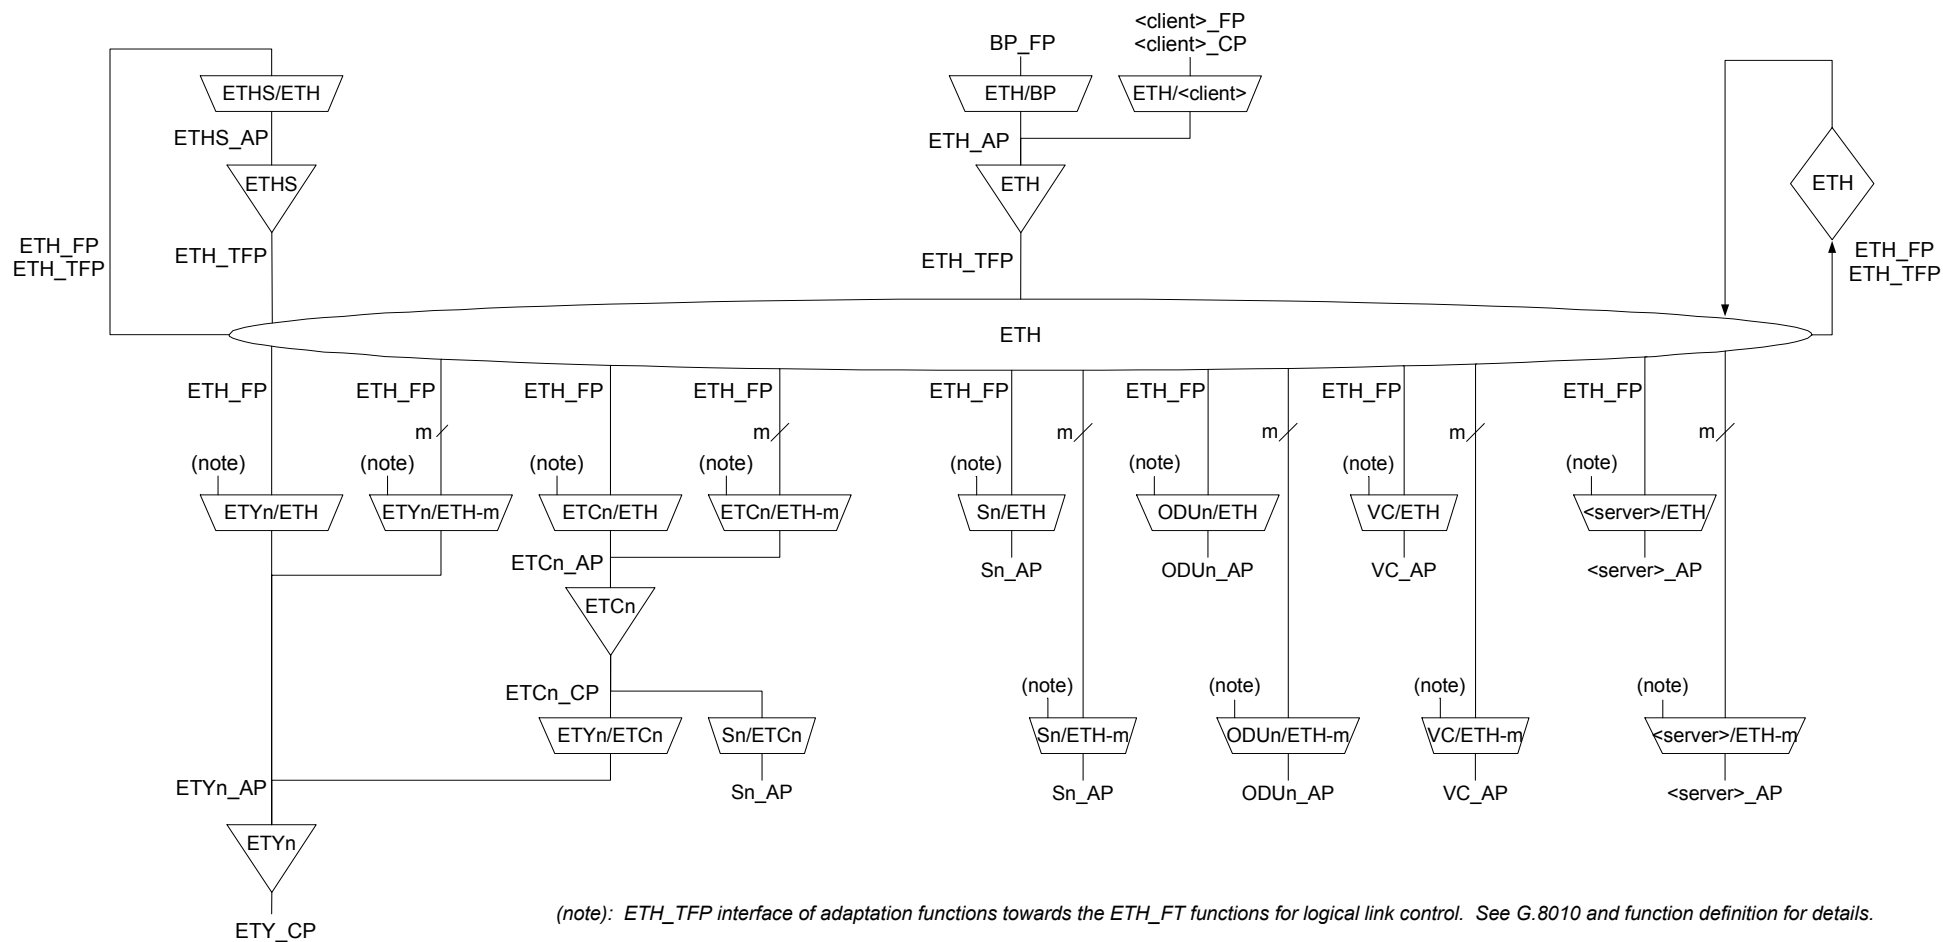 <client>_FP
<client>_CP
BP_FP
ETHS/ETH
ETH/BP
ETH/<client>
ETHS_AP
ETH_AP
ETHS
ETH
ETH
ETH_FP
ETH_TFP
ETH_TFP
ETH_TFP
ETH_FP
ETH_TFP
ETH
ETH_FP
ETH_FP
ETH_FP
ETH_FP
ETH_FP
ETH_FP
ETH_FP
ETH_FP
m
m
m
m
m
m
(note)
(note)
(note)
(note)
(note)
(note)
(note)
(note)
ETYn/ETH
ETYn/ETH-m
ETCn/ETH
ETCn/ETH-m
Sn/ETH
ODUn/ETH
VC/ETH
<server>/ETH
ETCn_AP
Sn_AP
ODUn_AP
VC_AP
<server>_AP
ETCn
ETCn_CP
(note)
(note)
(note)
(note)
ETYn/ETCn
Sn/ETCn
Sn/ETH-m
ODUn/ETH-m
VC/ETH-m
<server>/ETH-m
ETYn_AP
Sn_AP
Sn_AP
ODUn_AP
VC_AP
<server>_AP
ETYn
(note): ETH_TFP interface of adaptation functions towards the ETH_FT functions for logical link control. See G.8010 and function definition for details.
ETY_CP